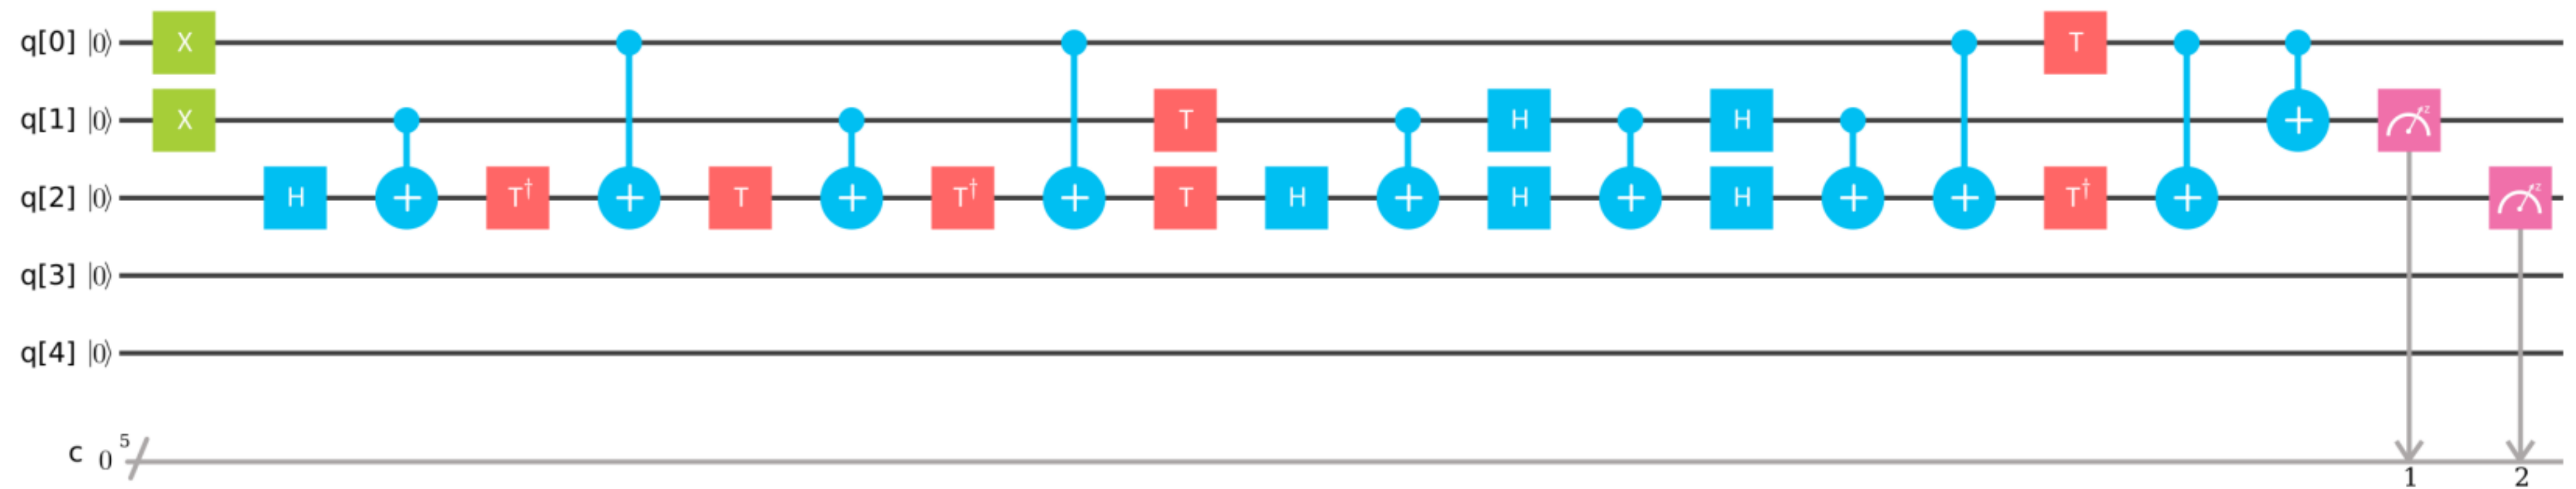 q[0] |0⟩ X T
q[1] |0⟩ X T H H z
q[2] |0⟩ H T† T T† T H H H T† z
q[3] |0⟩
q[4] |0⟩
c 0 5
1 2